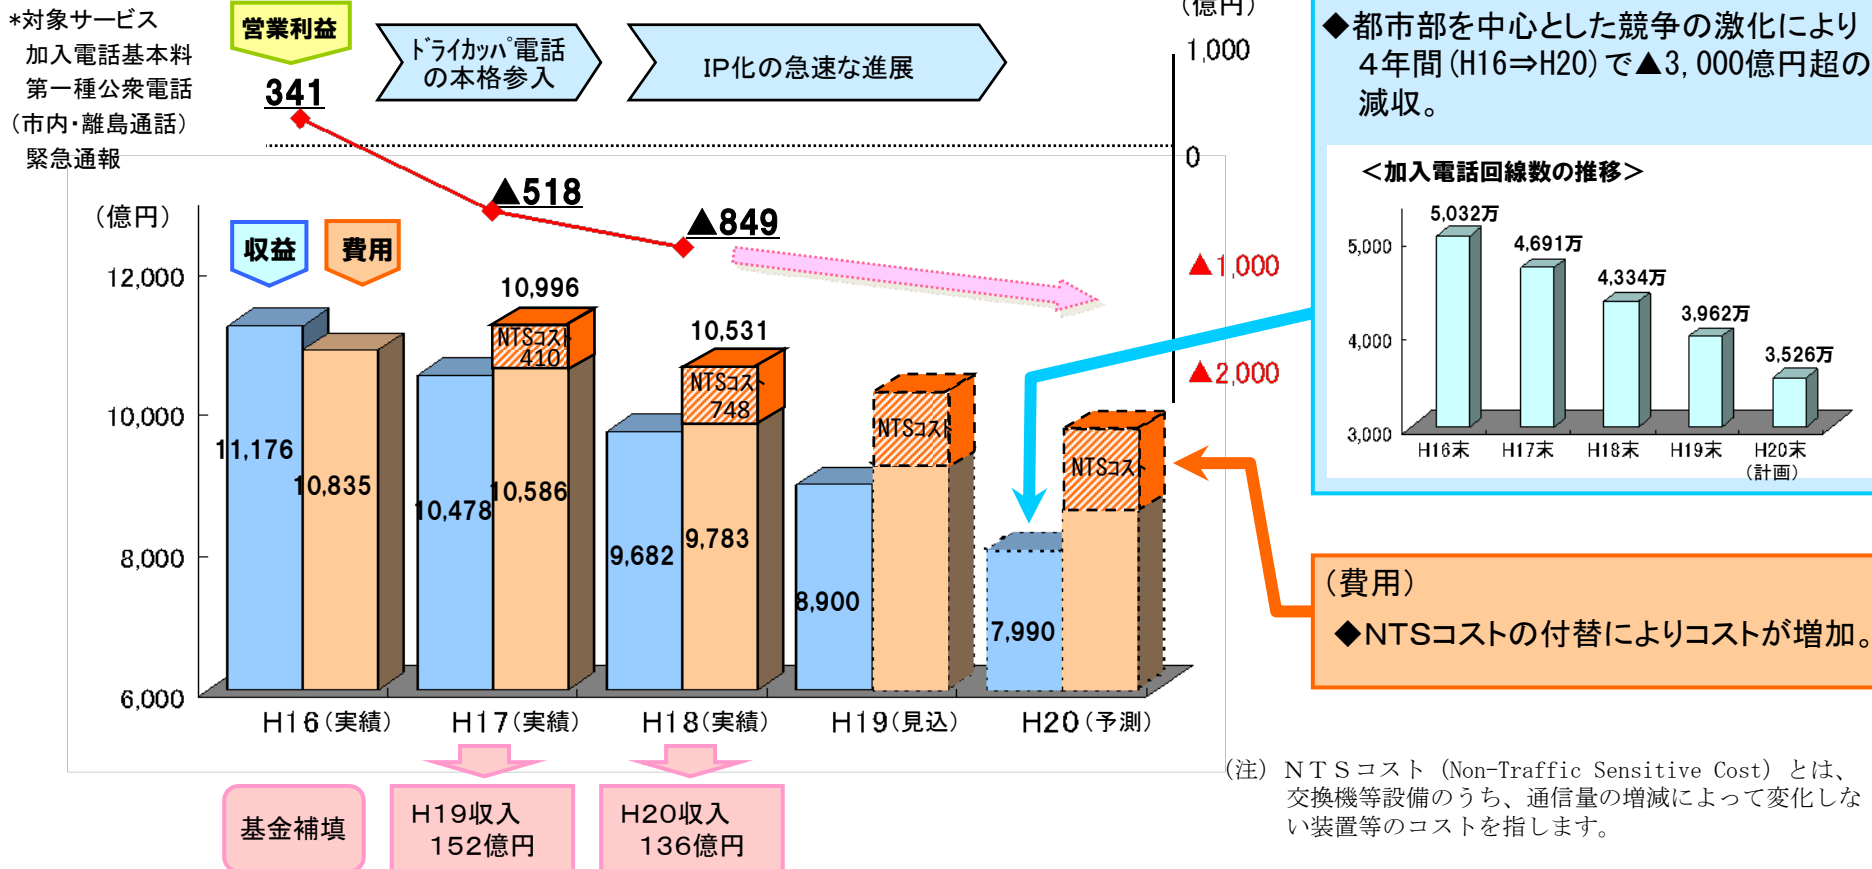 *対象サービス
加入電話基本料
第一種公衆電話
（市内・離島通話）
緊急通報
営業利益
341
ドライカッパ電話
の本格参入
IP化の急速な進展
（億円）
1,000
0
▲1,000
▲2,000
▲518
▲849
（億円）
収益
費用
12,000
10,000
8,000
6,000
11,176
10,835
10,996
NTSコスト
410
10,478
10,586
10,531
NTSコスト
748
9,682
9,783
NTSコスト
8,900
NTSコスト
7,990
H16(実績)
H17(実績)
H18(実績)
H19(見込)
H20(予測)
基金補填
H19収入
152億円
H20収入
136億円
◆都市部を中心とした競争の激化により
４年間(H16⇒H20)で▲3,000億円超の
減収。
＜加入電話回線数の推移＞
5,000
4,000
3,000
5,032万
4,691万
4,334万
3,962万
3,526万
H16末
H17末
H18末
H19末
H20末
(計画)
（費用）
◆NTSコストの付替によりコストが増加。
（注）ＮＴＳコスト（Non-Traffic Sensitive Cost）とは、
交換機等設備のうち、通信量の増減によって変化しな
い装置等のコストを指します。